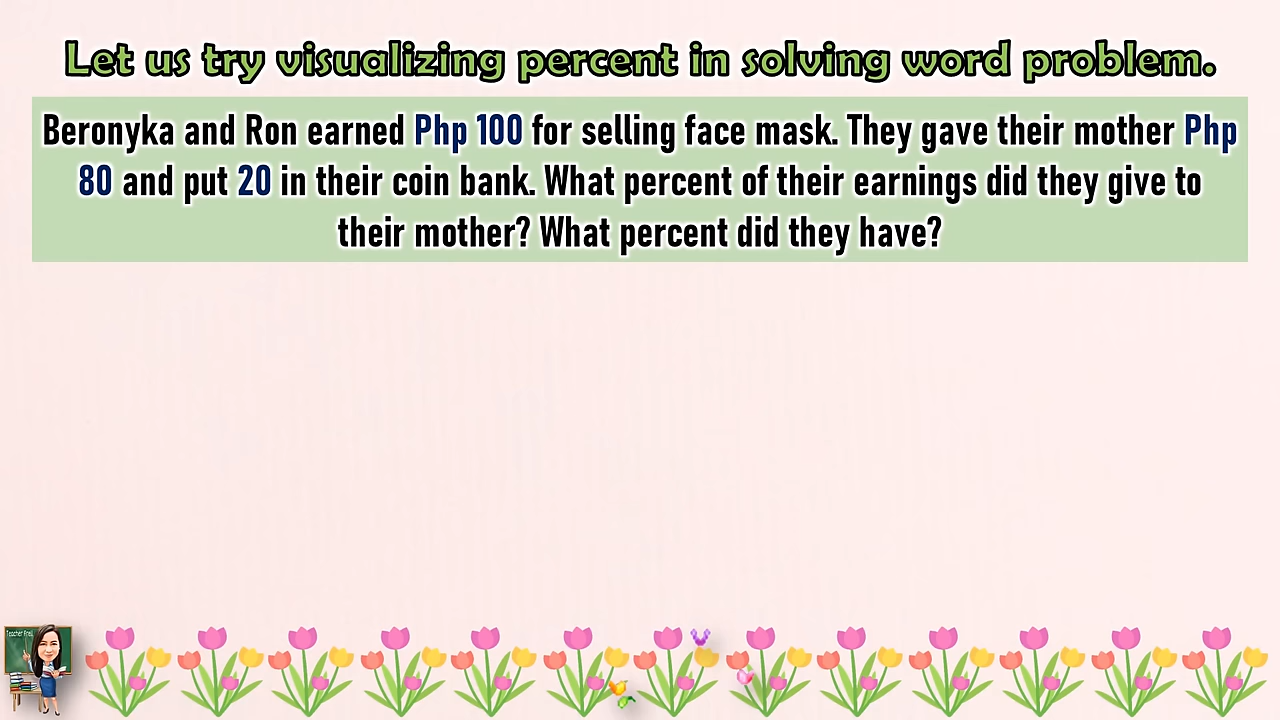 Let us try visualizing percent in solving word problem.
Beronyka and Ron earned Php 100 for selling face mask. They gave their mother Php
80 and put 20 in their coin bank. What percent of their earnings did they give to
their mother? What percent did they have?